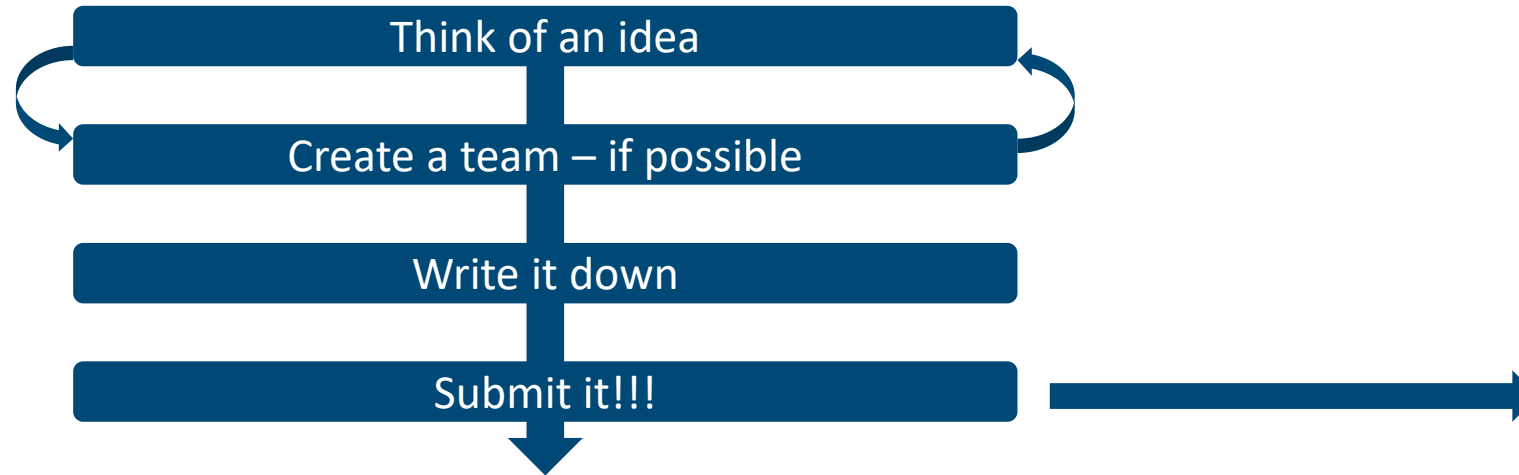 Think of an idea
Create a team – if possible
Write it down
Submit it!!!